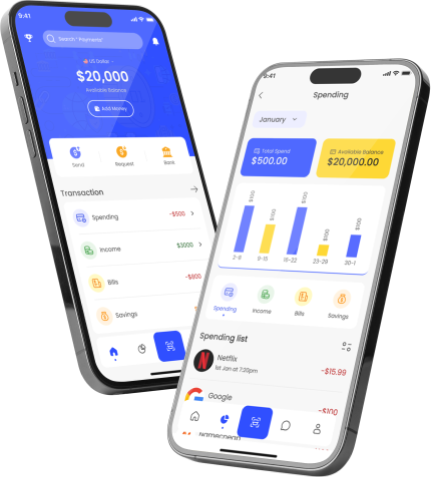 9:41
Search "Payments"
US Dollar
$20,000
Available Balance
Add Money
Send
Request
Bank
Transaction
Spending
-$500
Income
$3000
Bills
-$800
Savings
9:41
Spending
January
Total Spend
$500.00
Available Balance
$20,000.00
2-8
9-15
16-22
23-29
30-1
Spending
Income
Bills
Savings
Spending list
N
Netflix
1st Jan at 7:20pm
-$15.99
G
Google
-$100